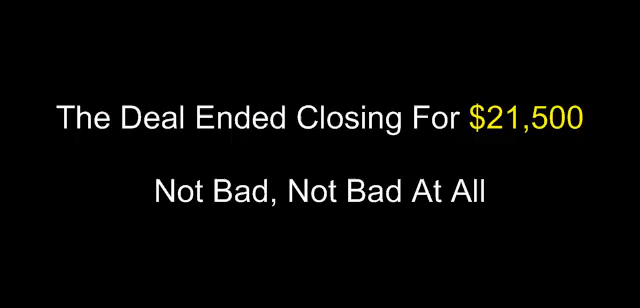 The Deal Ended Closing For $21,500
Not Bad, Not Bad At All